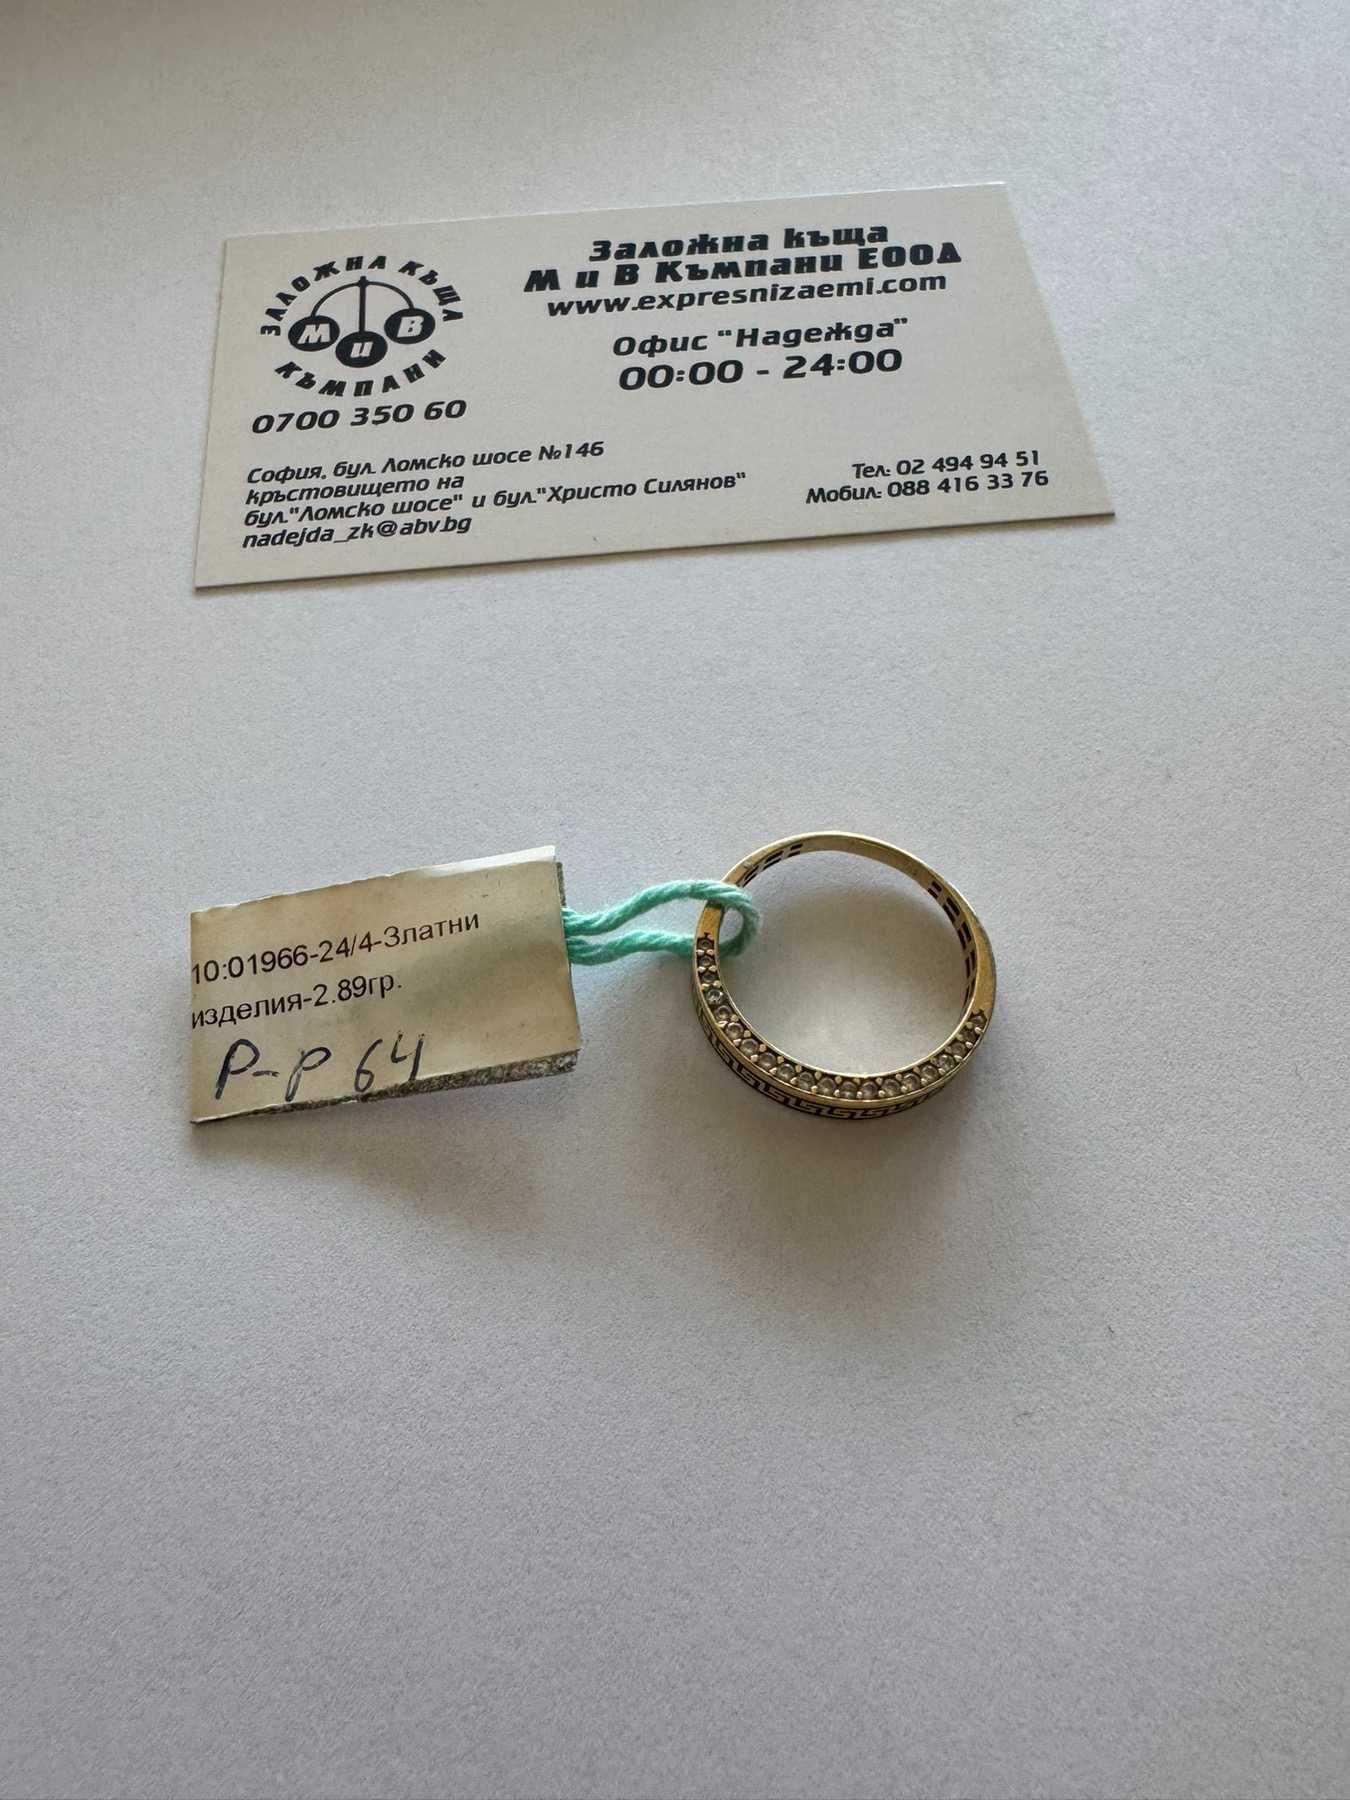 ЗАЛОЖНА КЪЩА
М и В
КЪМПАНИ
0700 350 60
Заложна къща
М и В Къмпани ЕООД
www.expresnizaemi.com
Офис "Надежда"
00:00 - 24:00
София, бул. Ломско шосе №146
кръстовището на
бул."Ломско шосе" и бул."Христо Силянов"
nadejda_zk@abv.bg
Тел: 02 494 94 51
Мобил: 088 416 33 76
10:01966-24/4-Златни
изделия-2.89гр.
Р-р 64